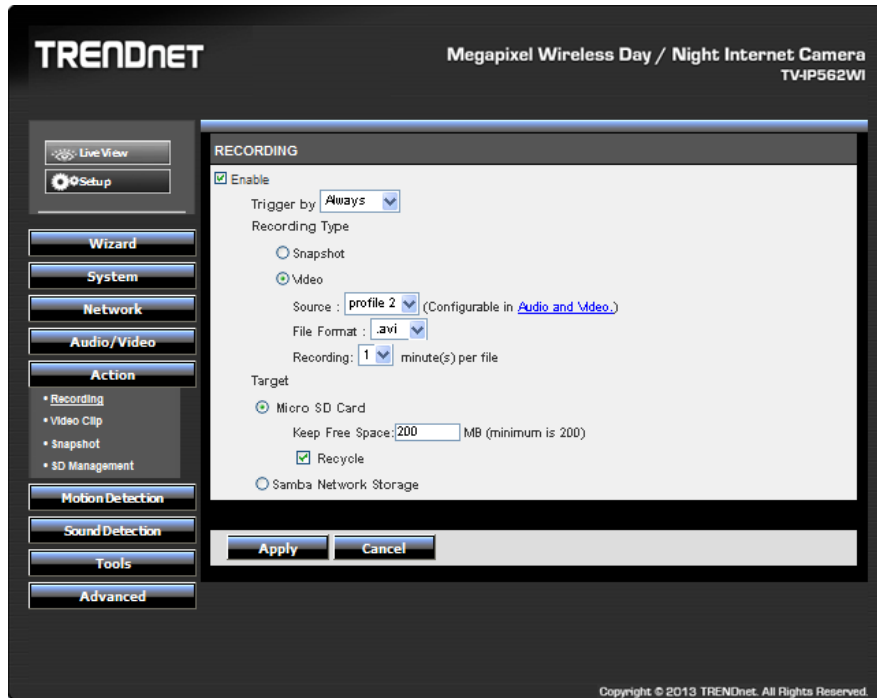 TRENDNET
Megapixel Wireless Day / Night Internet Camera
TV-IP562WI
Live View
Setup
Wizard
System
Network
Audio/Video
Action
• Recording
• Video Clip
• Snapshot
• SD Management
Motion Detection
Sound Detection
Tools
Advanced
RECORDING
Enable
Trigger by Always
Recording Type
Snapshot
Video
Source : profile 2 (Configurable in Audio and Video.)
File Format : .avi
Recording: 1 minute(s) per file
Target
Micro SD Card
Keep Free Space: 200 MB (minimum is 200)
Recycle
Samba Network Storage
Apply Cancel
Copyright © 2013 TRENDnet. All Rights Reserved.